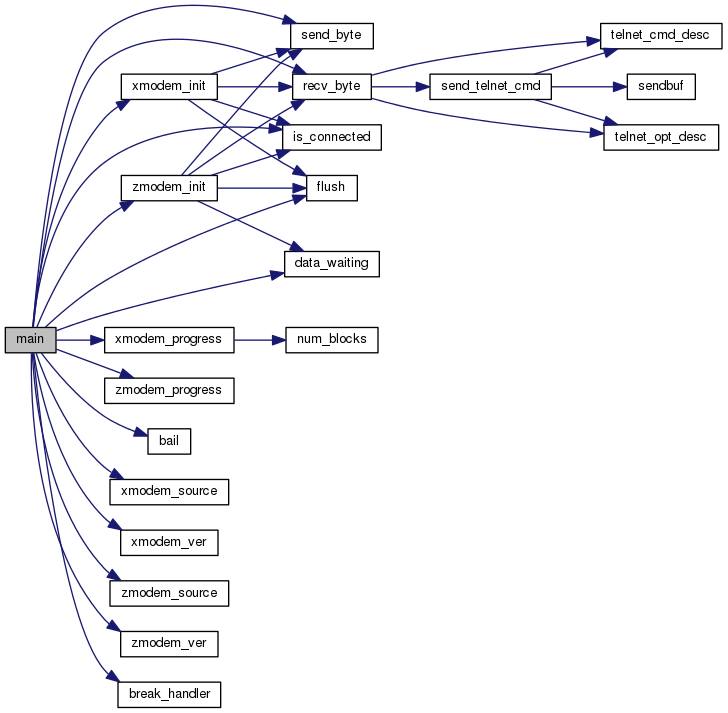 main
xmodem_init
zmodem_init
xmodem_progress
zmodem_progress
bail
xmodem_source
xmodem_ver
zmodem_source
zmodem_ver
break_handler
send_byte
recv_byte
is_connected
flush
data_waiting
num_blocks
send_telnet_cmd
telnet_cmd_desc
sendbuf
telnet_opt_desc